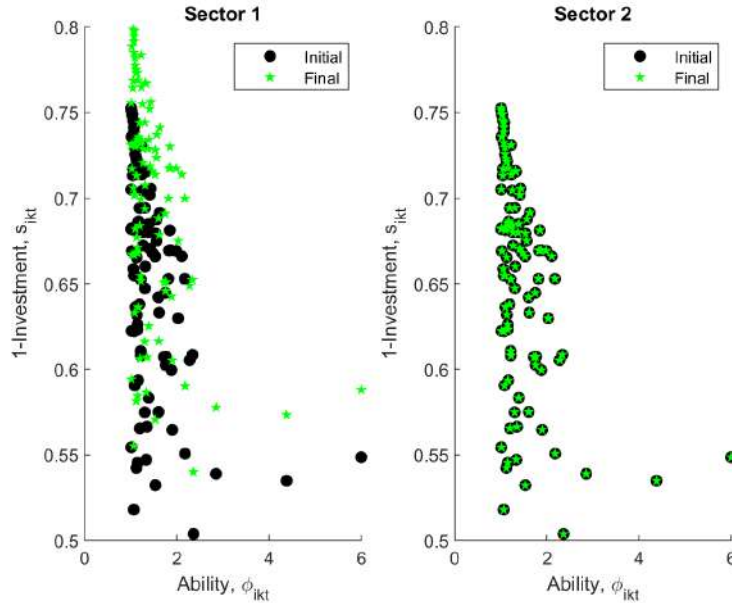 Sector 1
Initial
Final
0.8
0.75
0.7
0.65
0.6
0.55
0.5
1-Investment, s_ikt
0 2 4 6
Ability, ϕ_ikt
Sector 2
Initial
Final
0.8
0.75
0.7
0.65
0.6
0.55
0.5
1-Investment, s_ikt
0 2 4 6
Ability, ϕ_ikt